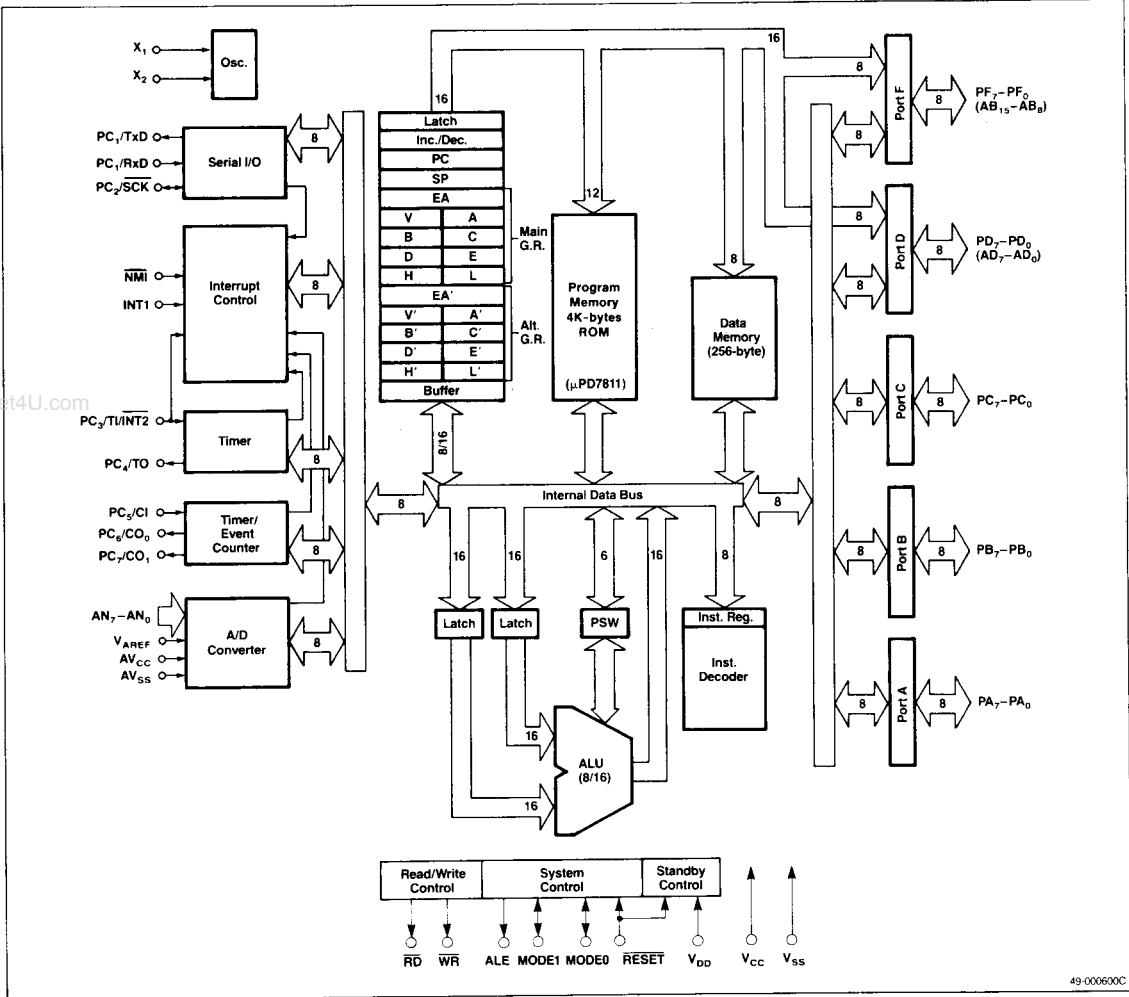 X1
X2
Osc.
PC1/TxD
PC1/RxD
PC2/SCK
Serial I/O
8
NMI
INT1
Interrupt
Control
8
et4U.com
PC3/TI/INT2
PC4/TO
Timer
8
PC5/CI
PC6/CO0
PC7/CO1
Timer/
Event
Counter
8
AN7–AN0
VAREF
AVCC
AVSS
A/D
Converter
8
8
16
Latch
Inc./Dec.
PC
SP
EA
V A
B C
D E
H L
Main
G.R.
EA′
V′ A′
B′ C′
D′ E′
H′ L′
Alt.
G.R.
Buffer
8/16
16
12
Program
Memory
4K-bytes
ROM
(μPD7811)
8
Data
Memory
(256-byte)
Internal Data Bus
8
16
16
6
16
8
Latch
Latch
PSW
Inst. Reg.
Inst.
Decoder
16
16
ALU
(8/16)
8
8
Port F
8
PF7–PF0
(AB15–AB8)
8
8
Port D
8
PD7–PD0
(AD7–AD0)
8
Port C
8
PC7–PC0
8
Port B
8
PB7–PB0
8
Port A
8
PA7–PA0
Read/Write
Control
System
Control
Standby
Control
RD WR ALE MODE1 MODE0 RESET VDD VCC VSS
49-000600C